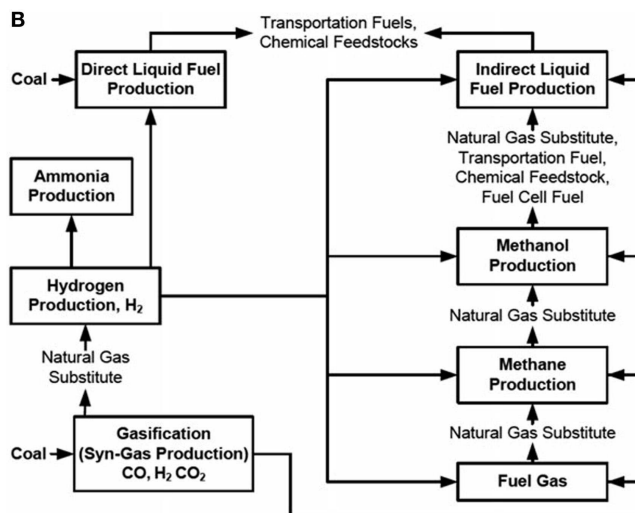 B
Transportation Fuels,
Chemical Feedstocks
Coal
Direct Liquid Fuel
Production
Indirect Liquid
Fuel Production
Natural Gas Substitute,
Transportation Fuel,
Chemical Feedstock,
Fuel Cell Fuel
Ammonia
Production
Methanol
Production
Hydrogen
Production, H₂
Natural Gas Substitute
Natural Gas
Substitute
Methane
Production
Gasification
(Syn-Gas Production)
CO, H₂ CO₂
Coal
Natural Gas Substitute
Fuel Gas